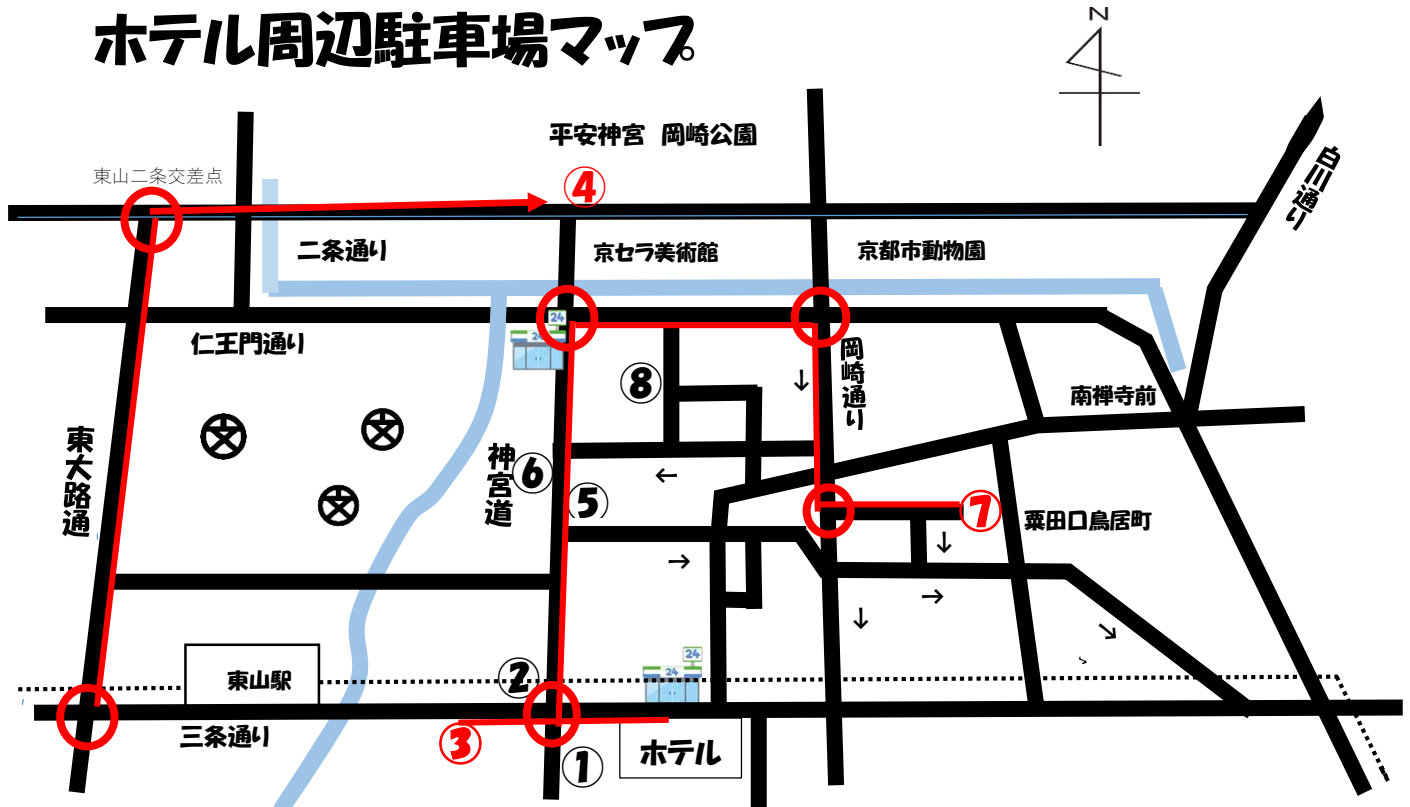 ホテル周辺駐車場マップ。
N
平安神宮 岡崎公園
白川通り
東山二条交差点
④
二条通り
京セラ美術館
京都市動物園
24
24
仁王門通り
岡崎通り
⑧
↓
南禅寺前
東大路通
神宮道
⑥
←
⑤
⑦
粟田口鳥居町
→
↓
→
↓
→
東山駅
②
24
24
三条通り
③
ホテル
①